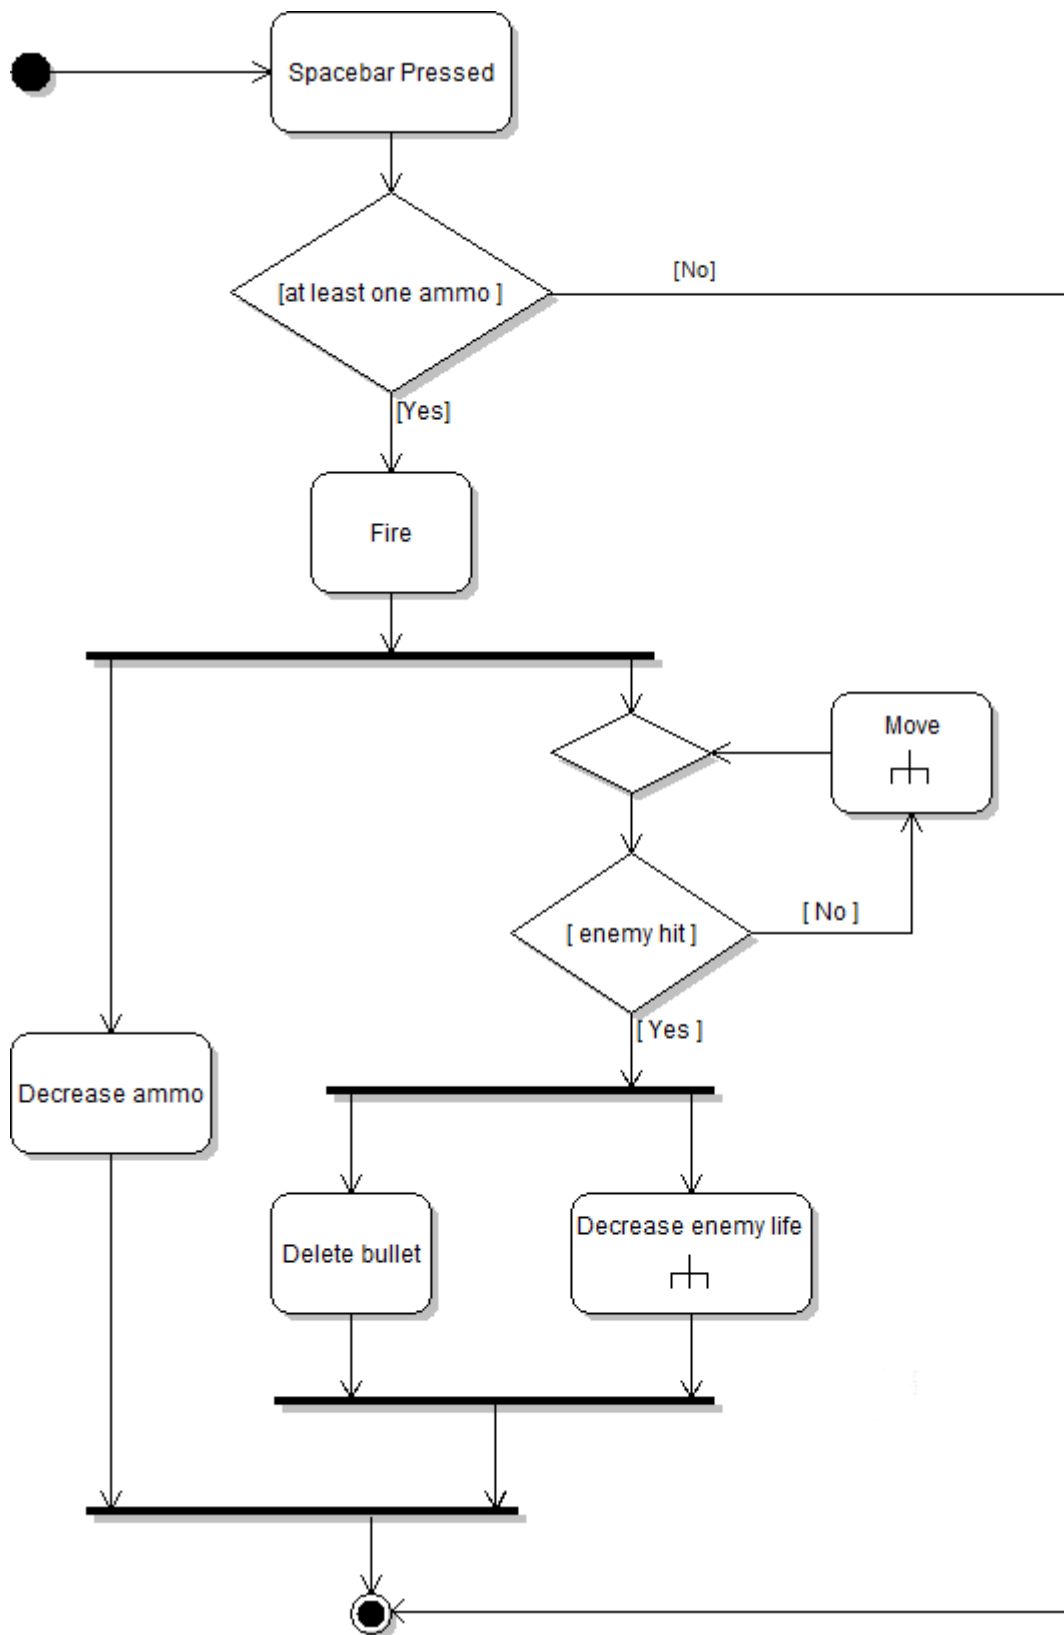 Spacebar Pressed
[at least one ammo ]
[No]
[Yes]
Fire
Move
[ enemy hit ]
[ No ]
[ Yes ]
Decrease ammo
Delete bullet
Decrease enemy life